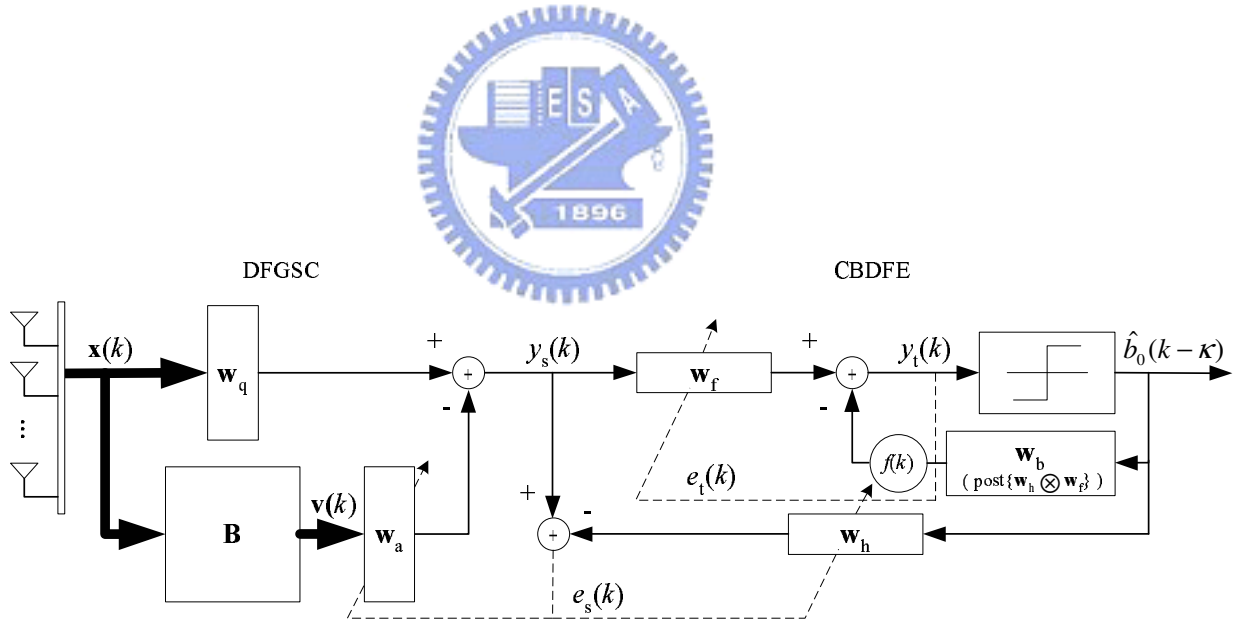 E S A
1896
DFGSC
CBDFE
x(k)
w_q
+
-
+
y_s(k)
w_f
+
-
+
y_t(k)
b̂_0(k-κ)
...
f(k)
w_b
( post{w_h ⊗ w_f} )
e_t(k)
B
v(k)
w_a
+
-
+
w_h
e_s(k)